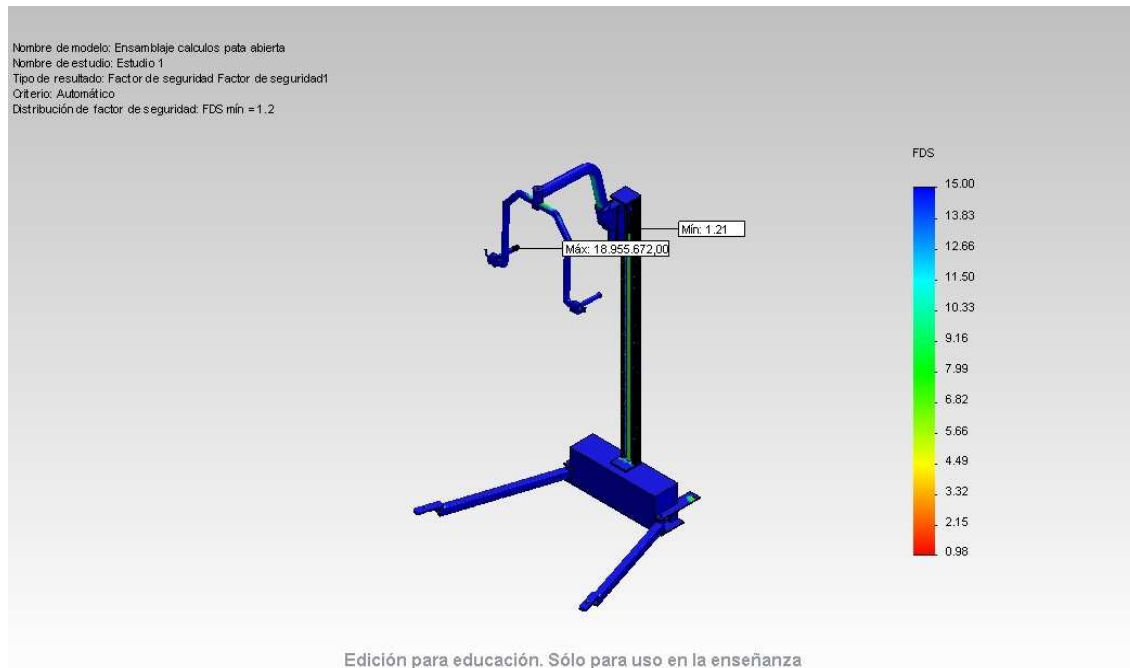 Nombre de modelo: Ensamblaje calculos pata abierta
Nombre de estudio: Estudio 1
Tipo de resultado: Factor de seguridad Factor de seguridad1
Criterio: Automático
Distribución de factor de seguridad: FDS mín = 1.2
FDS
15.00
13.83
12.66
11.50
10.33
9.16
7.99
6.82
5.66
4.49
3.32
2.15
0.98
Mín: 1.21
Máx: 18.955.672,00
Edición para educación. Sólo para uso en la enseñanza